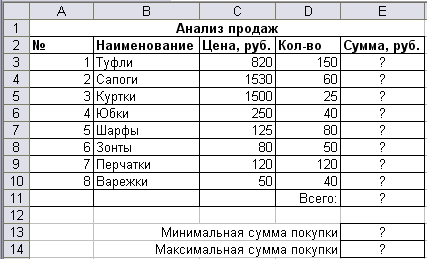 A B C D E
1 Анализ продаж
2 № Наименование Цена, руб. Кол-во Сумма, руб.
3 1 Туфли 820 150 ?
4 2 Сапоги 1530 60 ?
5 3 Куртки 1500 25 ?
6 4 Юбки 250 40 ?
7 5 Шарфы 125 80 ?
8 6 Зонты 80 50 ?
9 7 Перчатки 120 120 ?
10 8 Варежки 50 40 ?
11 Всего: ?
12
13 Минимальная сумма покупки ?
14 Максимальная сумма покупки ?